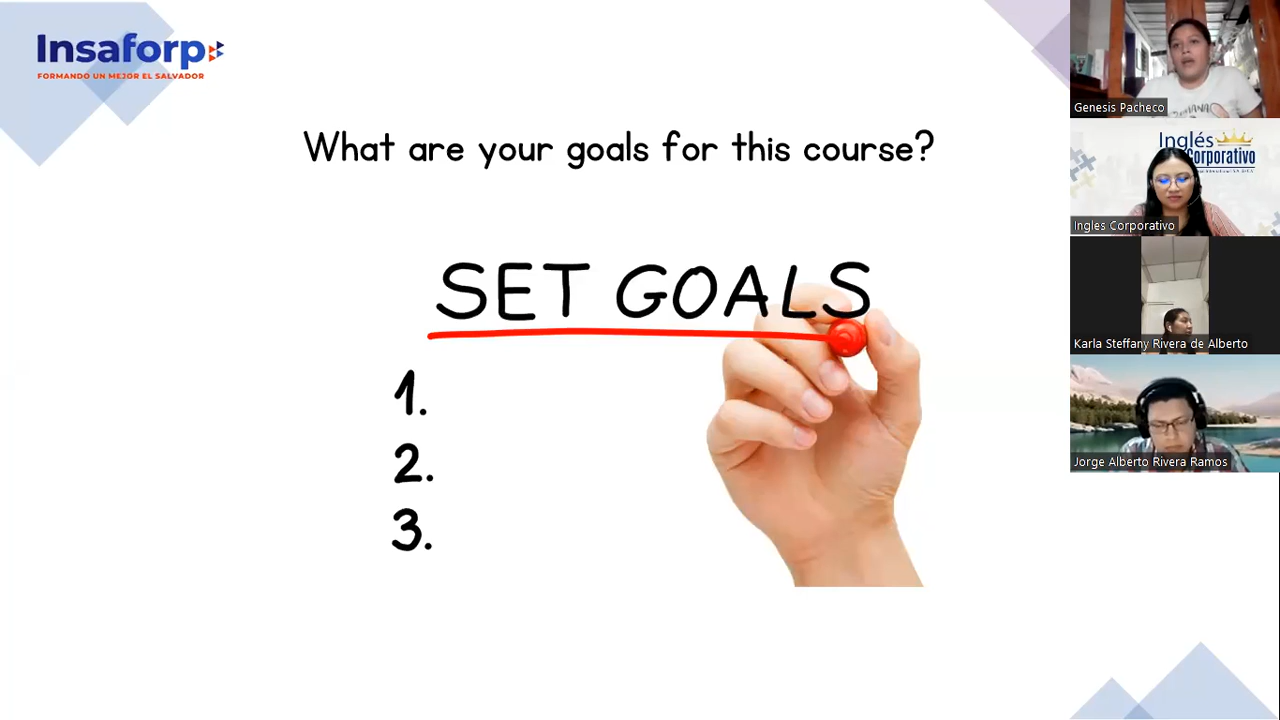 Insaforp
FORMANDO UN MEJOR EL SALVADOR
What are your goals for this course?
SET GOALS
1.
2.
3.
Genesis Pacheco
Inglés
Corporativo
Ingles Corporativo
Karla Steffany Rivera de Alberto
Jorge Alberto Rivera Ramos